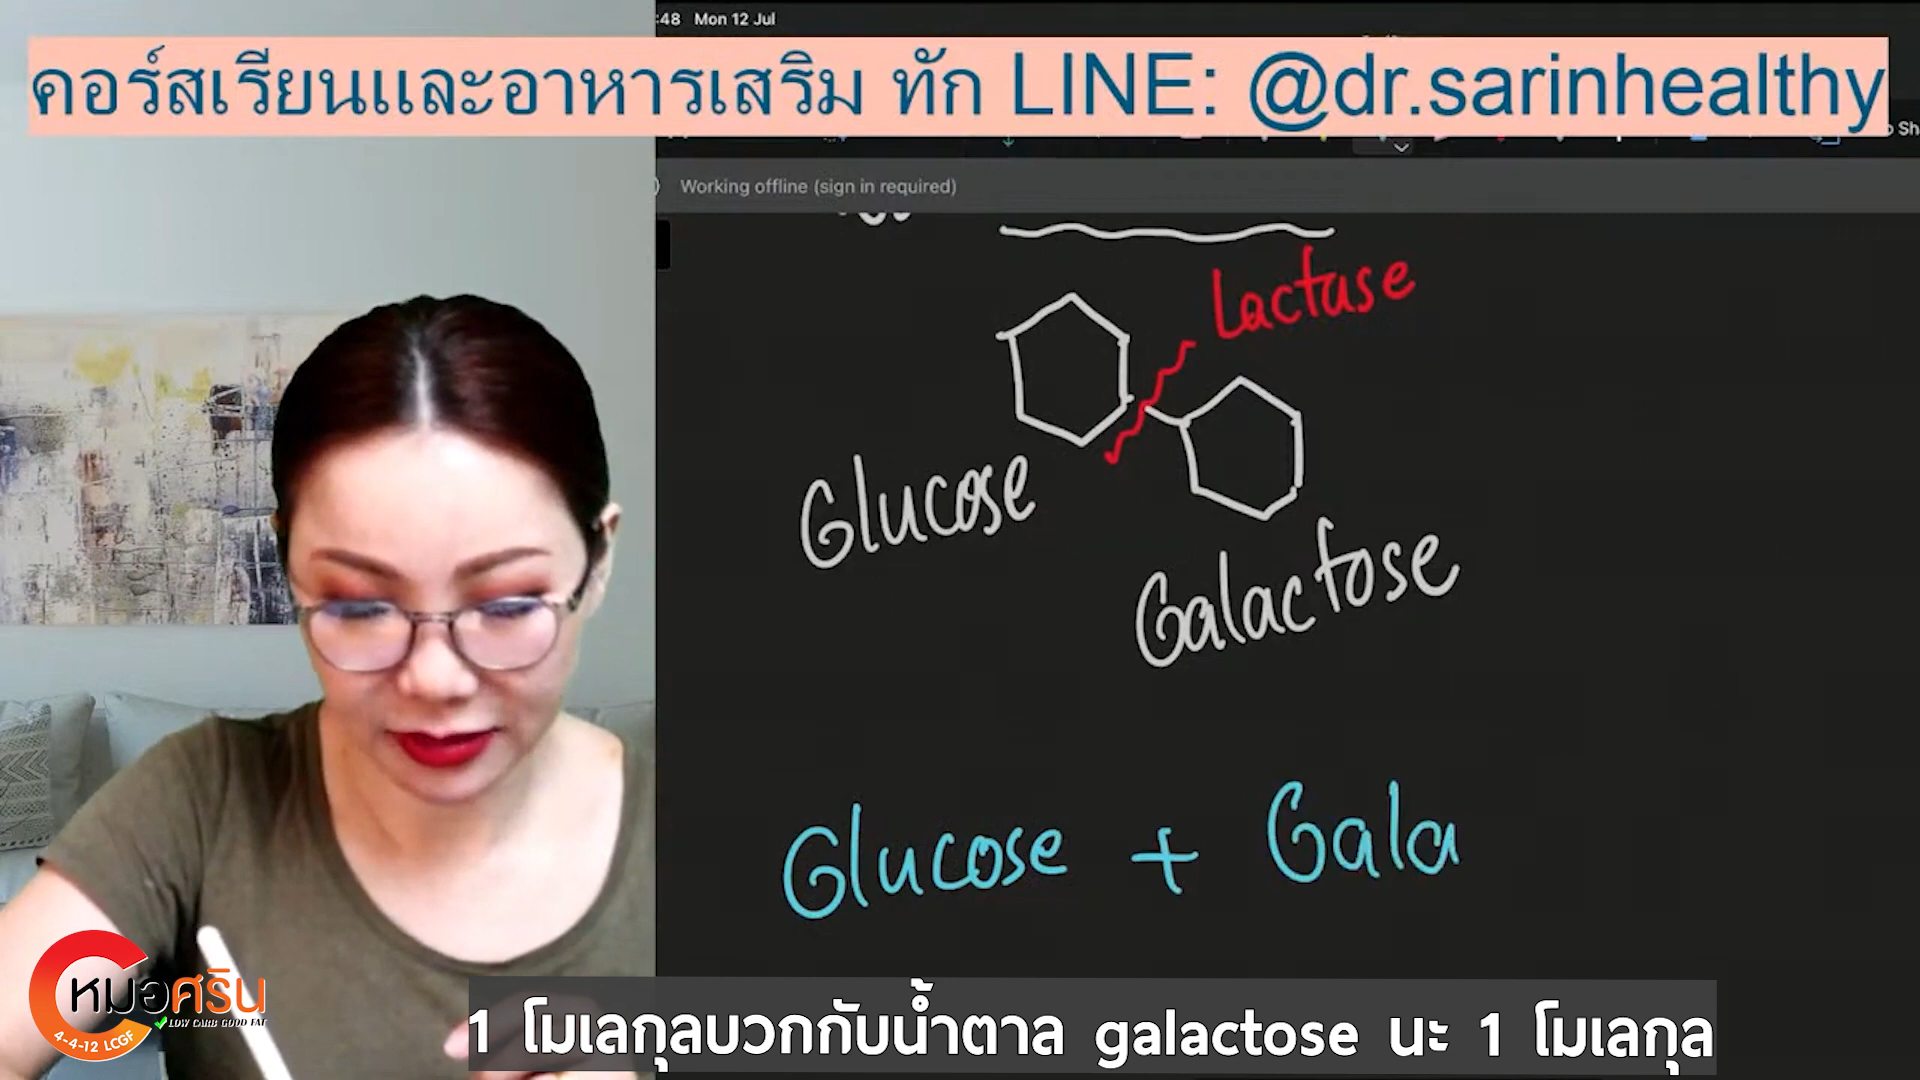 :48 Mon 12 Jul
คอร์สเรียนและอาหารเสริม ทัก LINE: @dr.sarinhealthy
Working offline (sign in required)
Lactase
Glucose
Galactose
Glucose + Gala
หมอศริน
LOW CARB GOOD FAT
4-4-12 LCGF
1 โมเลกุลบวกกับน้ำตาล galactose นะ 1 โมเลกุล